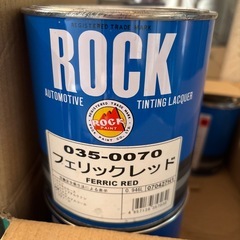 REGISTERED TRADE MARK
ROCK
AUTOMOTIVE
TINTING LACQUER
ROCK
PAINT
035-0070
フェリックレッド
FERRIC RED